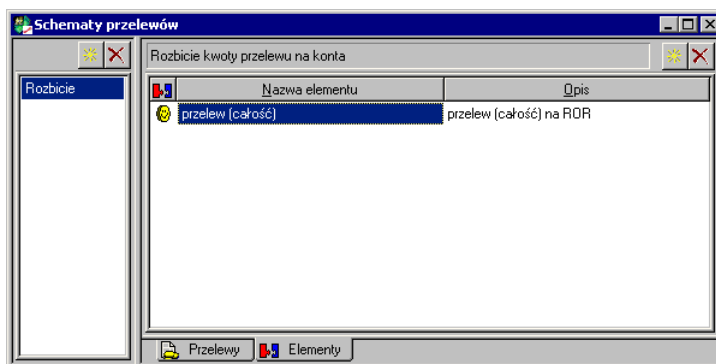 Schematy przelewów
Rozbicie kwoty przelewu na konta
Rozbicie
Nazwa elementu Opis
przelew (całość) przelew (całość) na ROR
Przelewy Elementy